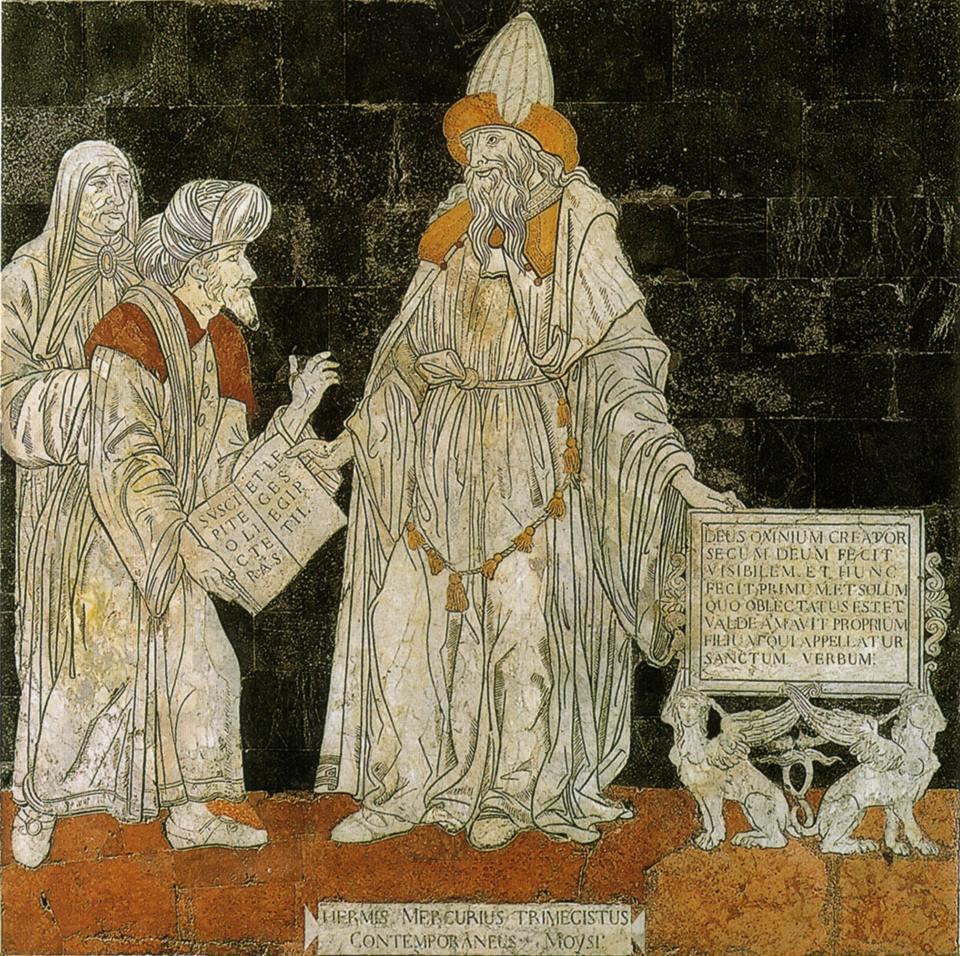 SVSCI
PITE
O LI
CTE
RAS
ET LE
GES
EGIP
TII
DEUS OMNIUM CREATOR
SECUM DEUM FECIT
VISIBILEM ET HUNC
FECIT PRIMUM ET SOLUM
QUO OBLECTATUS EST ET
VALDE AMAVIT PROPRIUM
FILIUM QUI APPELLATUR
SANCTUM VERBUM
HERMIS MERCURIUS TRIMEGISTUS
CONTEMPORANEUS MOYSI